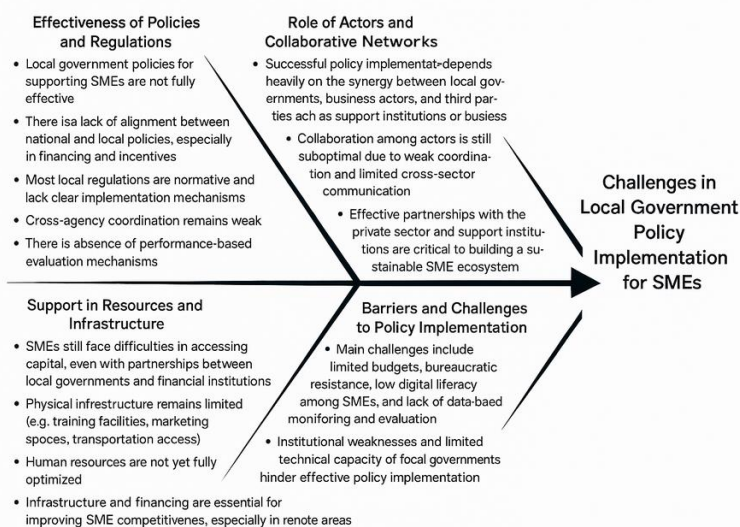 Effectiveness of Policies
and Regulations
• Local government policies for
supporting SMEs are not fully
effective
• There isa lack of alignment between
national and local policies, especially
in financing and incentives
• Most local regulations are normative and
lack clear implementation mechanisms
• Cross-agency coordination remains weak
• There is absence of performance-based
evaluation mechanisms
Role of Actors and
Collaborative Networks
• Successful policy implementat›depends
heavily on the synergy between local gov-
ernments, business actors, and third par-
ties ach as support institutions or busiess
• Collaboration among actors is still
suboptimal due to weak coordina-
tion and limited cross-sector
communication
• Effective partnerships with the
private sector and support institu-
tions are critical to building a su-
stainable SME ecosystem
Challenges in
Local Government
Policy
Implementation
for SMEs
Support in Resources and
Infrastructure
• SMEs still face difficulties in accessing
capital, even with partnerships between
local governments and financial institutions
• Physical infrestructure remains limited
(e.g. training facilities, marketing
spoces, transportation access)
• Human resources are not yet fully
optimized
• Infrastructure and financing are essential for
improving SME competitivenes, especially in renote areas
Barriers and Challenges
to Policy Implementation
• Main challenges include
limited budgets, bureaucratic
resistance, low digital liferacy
among SMEs, and lack of data-baed
monitoring and evaluation
• Institutional weaknesses and limited
technical capacity of focal governments
hinder effective policy implementation